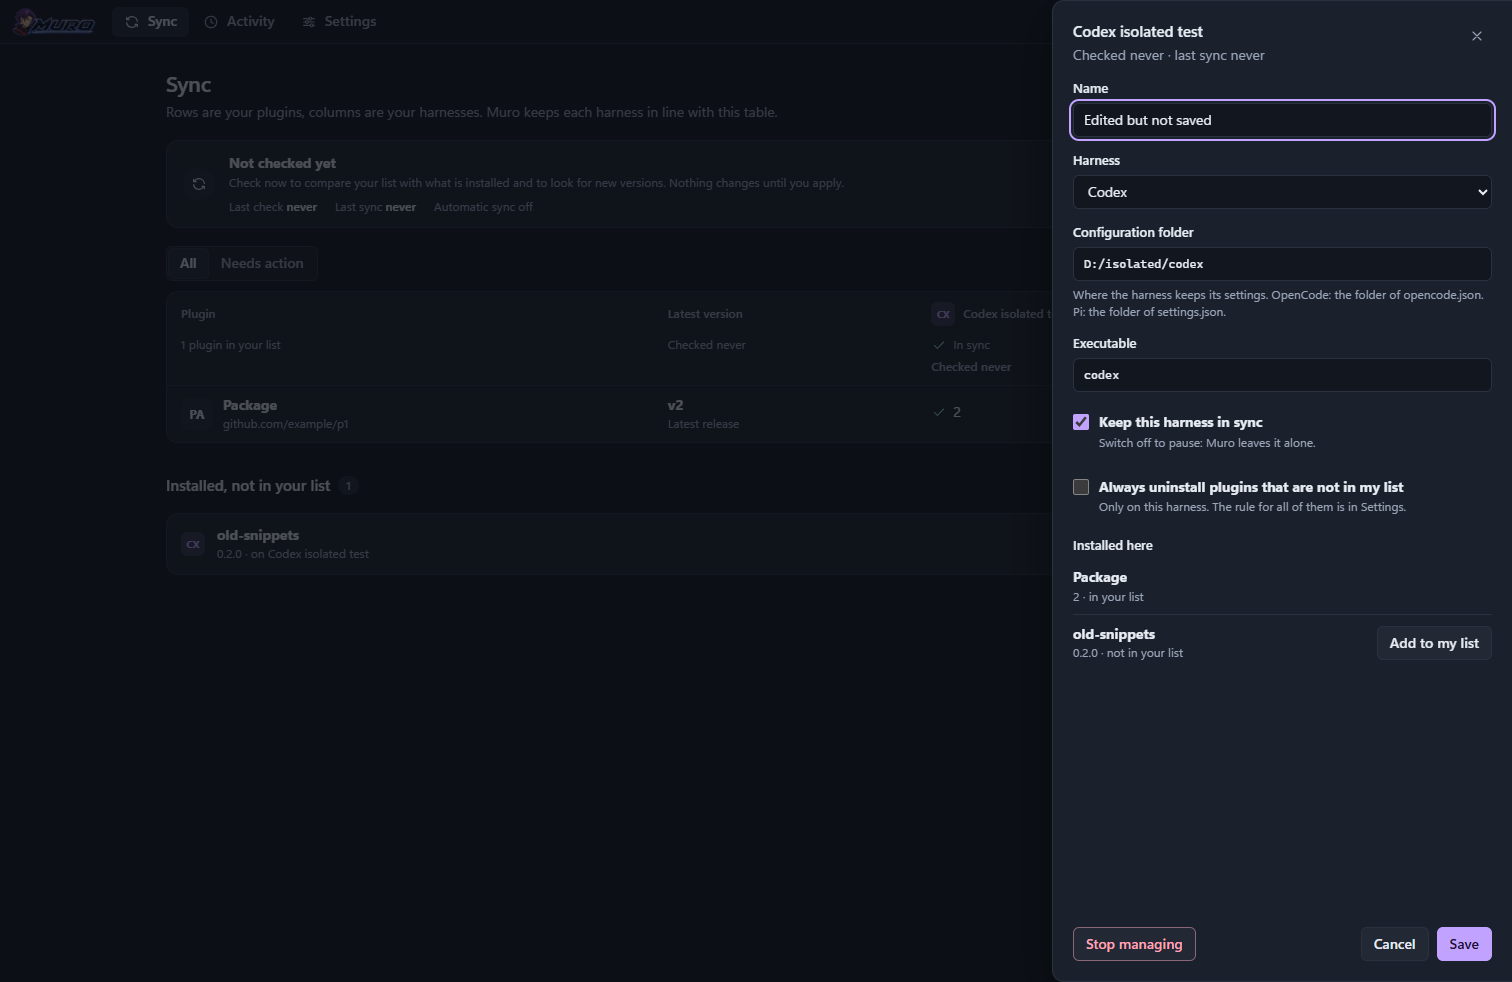 MURO
Sync
Activity
Settings
Sync
Rows are your plugins, columns are your harnesses. Muro keeps each harness in line with this table.
Not checked yet
Check now to compare your list with what is installed and to look for new versions. Nothing changes until you apply.
Last check never
Last sync never
Automatic sync off
All
Needs action
Plugin
Latest version
CX
Codex isolated t
1 plugin in your list
Checked never
In sync
Checked never
PA
Package
github.com/example/p1
v2
Latest release
2
Installed, not in your list
1
CX
old-snippets
0.2.0 · on Codex isolated test
Codex isolated test
Checked never · last sync never
Name
Edited but not saved
Harness
Codex
Configuration folder
D:/isolated/codex
Where the harness keeps its settings. OpenCode: the folder of opencode.json.
Pi: the folder of settings.json.
Executable
codex
Keep this harness in sync
Switch off to pause: Muro leaves it alone.
Always uninstall plugins that are not in my list
Only on this harness. The rule for all of them is in Settings.
Installed here
Package
2 · in your list
old-snippets
0.2.0 · not in your list
Add to my list
Stop managing
Cancel
Save